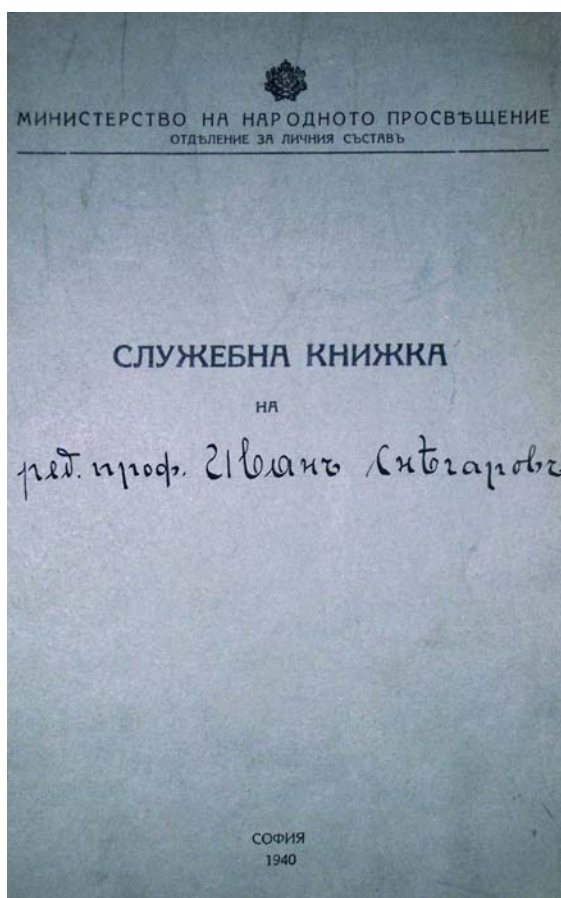 МИНИСТЕРСТВО НА НАРОДНОТО ПРОСВѢЩЕНИЕ
ОТДѢЛЕНИЕ ЗА ЛИЧНИЯ СЪСТАВЪ
СЛУЖЕБНА КНИЖКА
НА
ред. проф. Иванъ Снѣгаровъ
СОФИЯ
1940